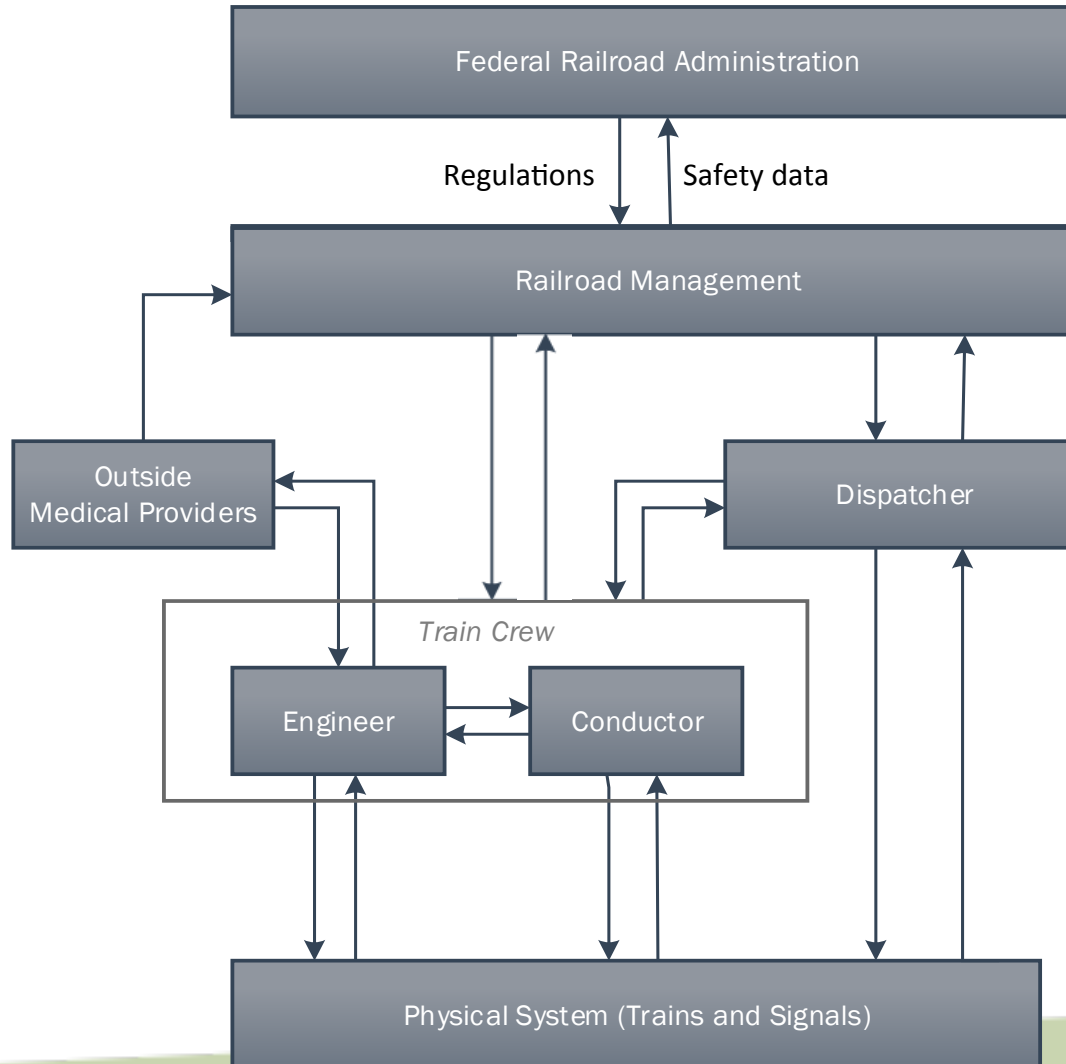 Federal Railroad Administration
Regulations
Safety data
Railroad Management
Outside
Medical Providers
Dispatcher
Train Crew
Engineer
Conductor
Physical System (Trains and Signals)